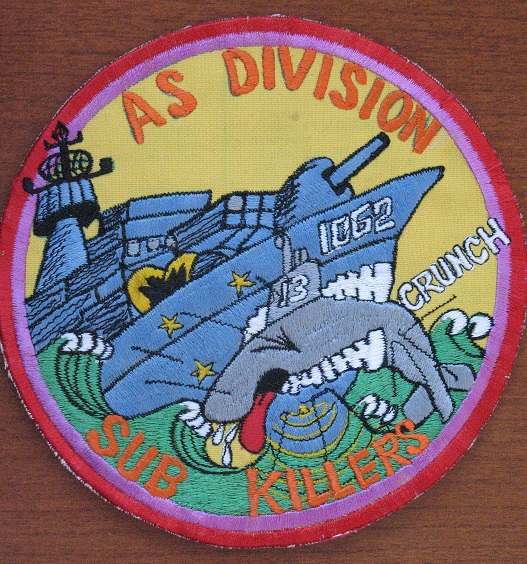 AS DIVISION
1062
13
CRUNCH
SUB KILLERS